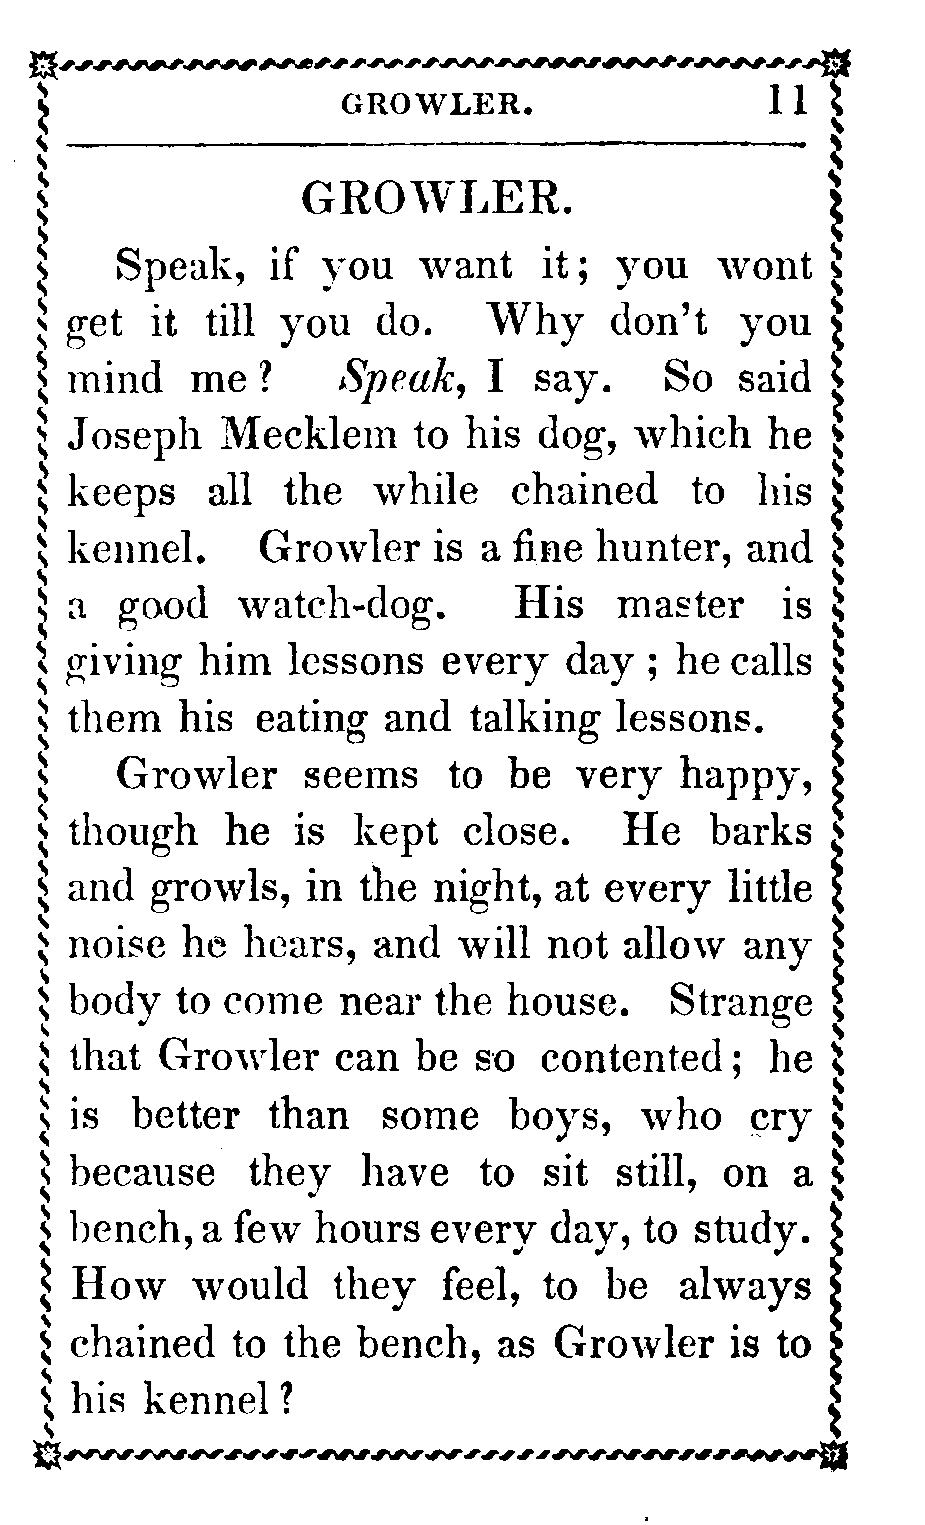 GROWLER. 11
GROWLER.
Speak, if you want it; you wont
get it till you do. Why don't you
mind me? Speak, I say. So said
Joseph Mecklem to his dog, which he
keeps all the while chained to his
kennel. Growler is a fine hunter, and
a good watch-dog. His master is
giving him lessons every day; he calls
them his eating and talking lessons.
Growler seems to be very happy,
though he is kept close. He barks
and growls, in the night, at every little
noise he hears, and will not allow any
body to come near the house. Strange
that Growler can be so contented; he
is better than some boys, who cry
because they have to sit still, on a
bench, a few hours every day, to study.
How would they feel, to be always
chained to the bench, as Growler is to
his kennel?